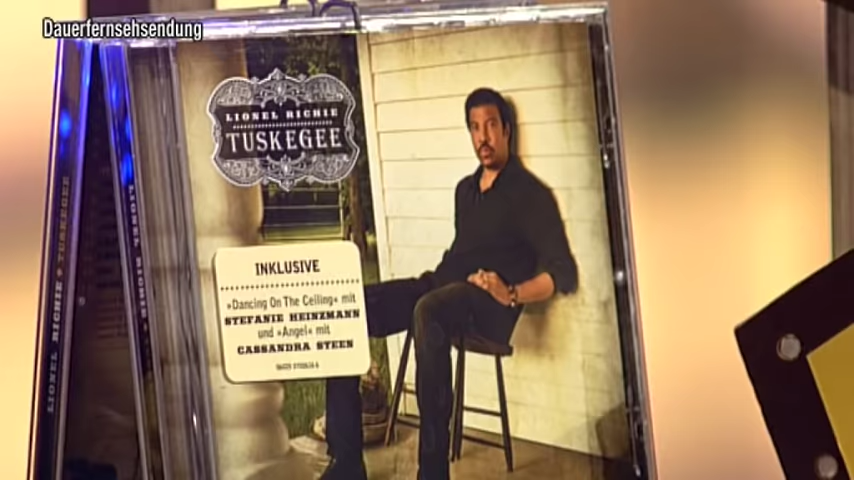 Dauerfernsehsendung
LIONEL RICHIE
TUSKEGEE
INKLUSIVE
»Dancing On The Ceiling« mit
STEFANIE HEINZMANN
und »Angel« mit
CASSANDRA STEEN
LIONEL RICHIE TUSKEGEE
LIONEL RICHIE